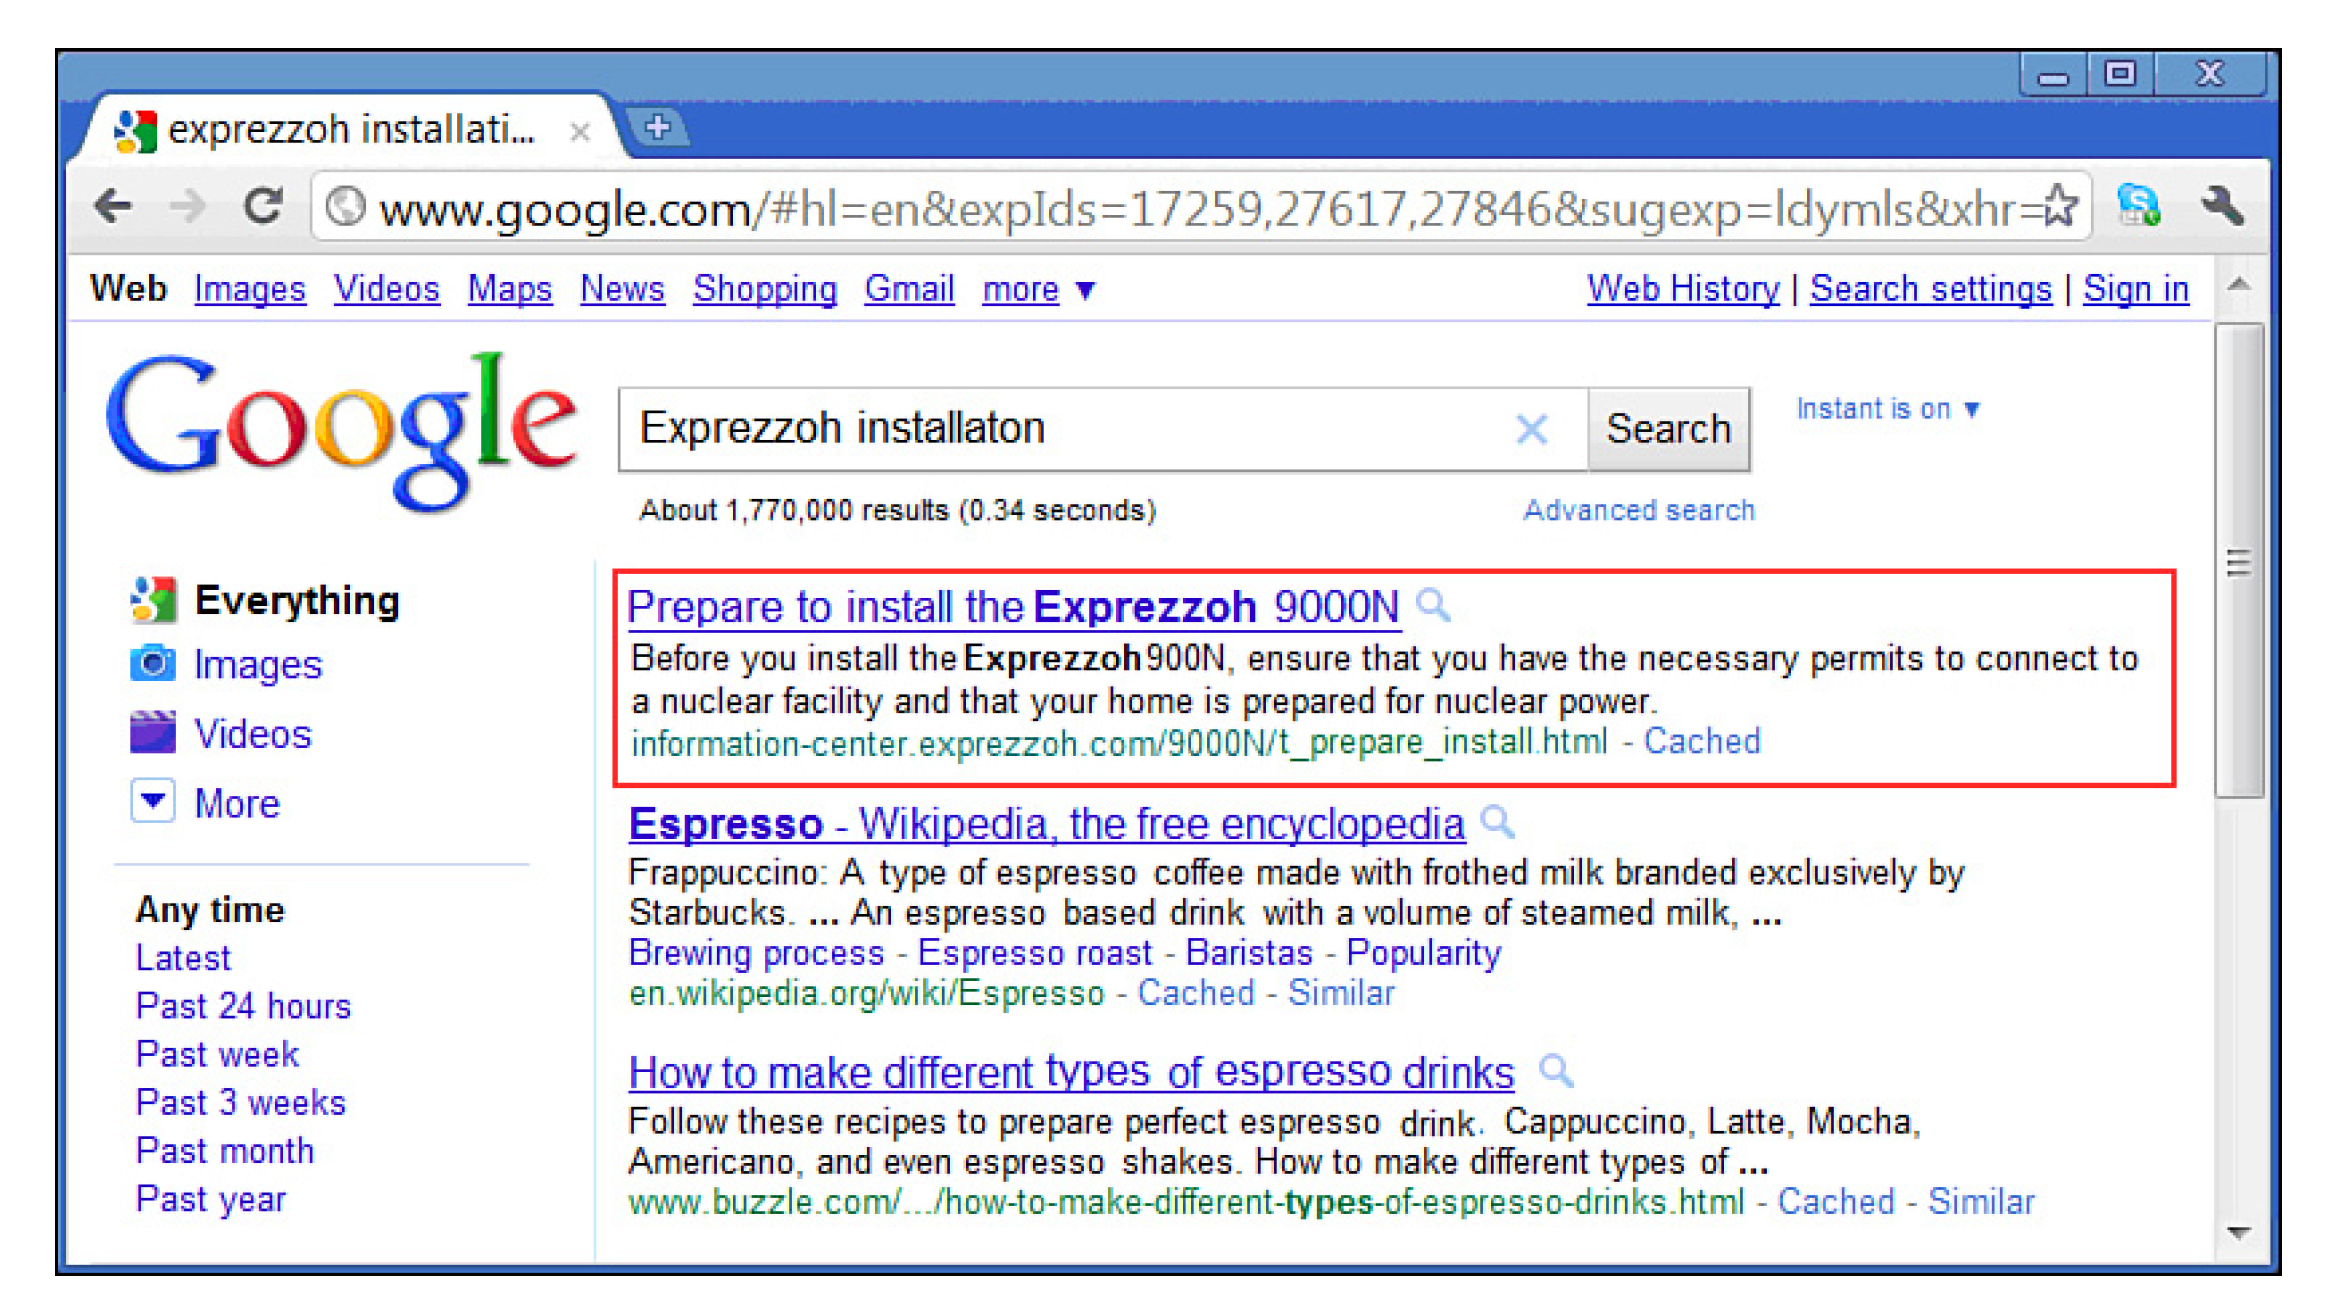 exprezzoh installati...
www.google.com/#hl=en&expIds=17259,27617,27846&sugexp=ldymls&xhr=
Web Images Videos Maps News Shopping Gmail more ▼ Web History | Search settings | Sign in
Google
Exprezzoh installaton
Search
Instant is on ▼
About 1,770,000 results (0.34 seconds)
Advanced search
Everything
Images
Videos
More
Any time
Latest
Past 24 hours
Past week
Past 3 weeks
Past month
Past year
Prepare to install the Exprezzoh 9000N
Before you install the Exprezzoh 900N, ensure that you have the necessary permits to connect to
a nuclear facility and that your home is prepared for nuclear power.
information-center.exprezzoh.com/9000N/t_prepare_install.html - Cached
Espresso - Wikipedia, the free encyclopedia
Frappuccino: A type of espresso coffee made with frothed milk branded exclusively by
Starbucks. ... An espresso based drink with a volume of steamed milk, ...
Brewing process - Espresso roast - Baristas - Popularity
en.wikipedia.org/wiki/Espresso - Cached - Similar
How to make different types of espresso drinks
Follow these recipes to prepare perfect espresso drink. Cappuccino, Latte, Mocha,
Americano, and even espresso shakes. How to make different types of ...
www.buzzle.com/.../how-to-make-different-types-of-espresso-drinks.html - Cached - Similar